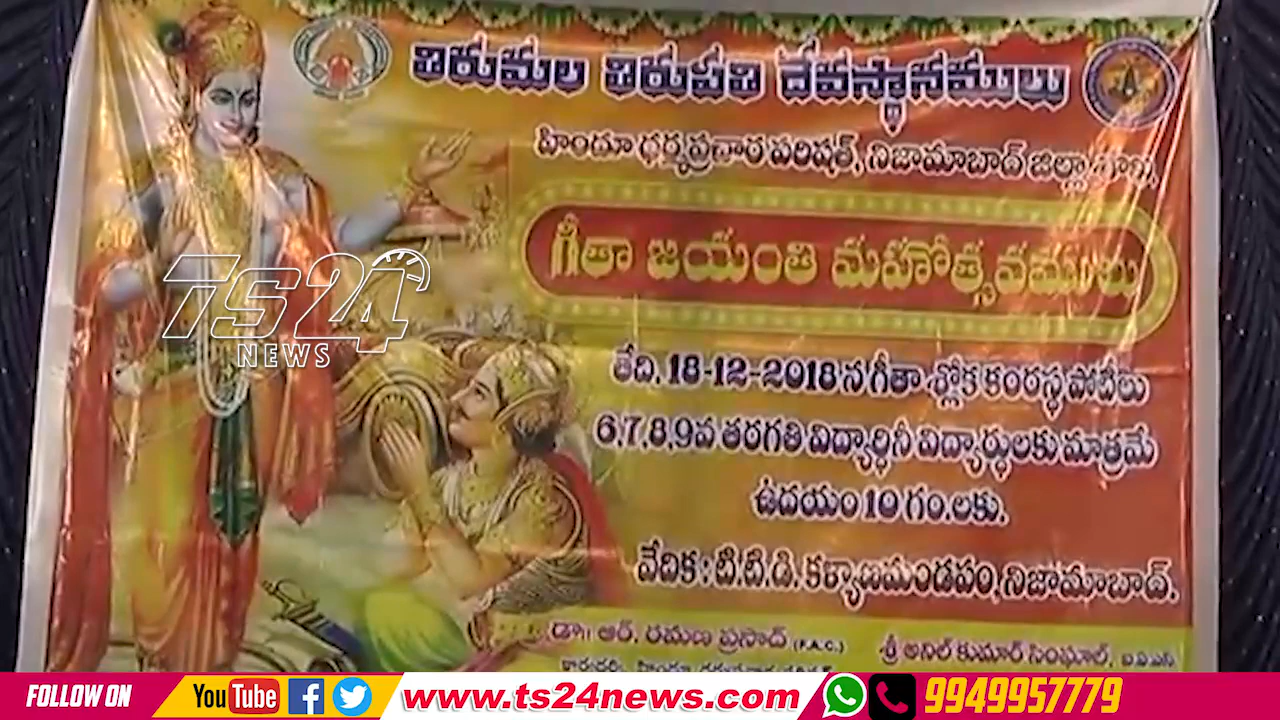 తిరుమల తిరుపతి దేవస్థానములు
హిందూ ధర్మప్రచార పరిషత్, నిజామాబాద్ జిల్లా శాఖ,
గీతా జయంతి మహోత్సవములు
తేది. 18-12-2018 న గీతా శ్లోక కంఠస్థ పోటీలు
6,7,8,9వ తరగతి విద్యార్థినీ విద్యార్థులకు మాత్రమే
ఉదయం 10 గం.లకు.
వేదిక : టి.టి.డి. కళ్యాణమండపం, నిజామాబాద్.
డా॥ ఆర్. రమణ ప్రసాద్ (F.A.C.)
శ్రీ అనిల్ కుమార్ సింఘాల్,
TS24
NEWS
FOLLOW ON YouTube www.ts24news.com 9949957779